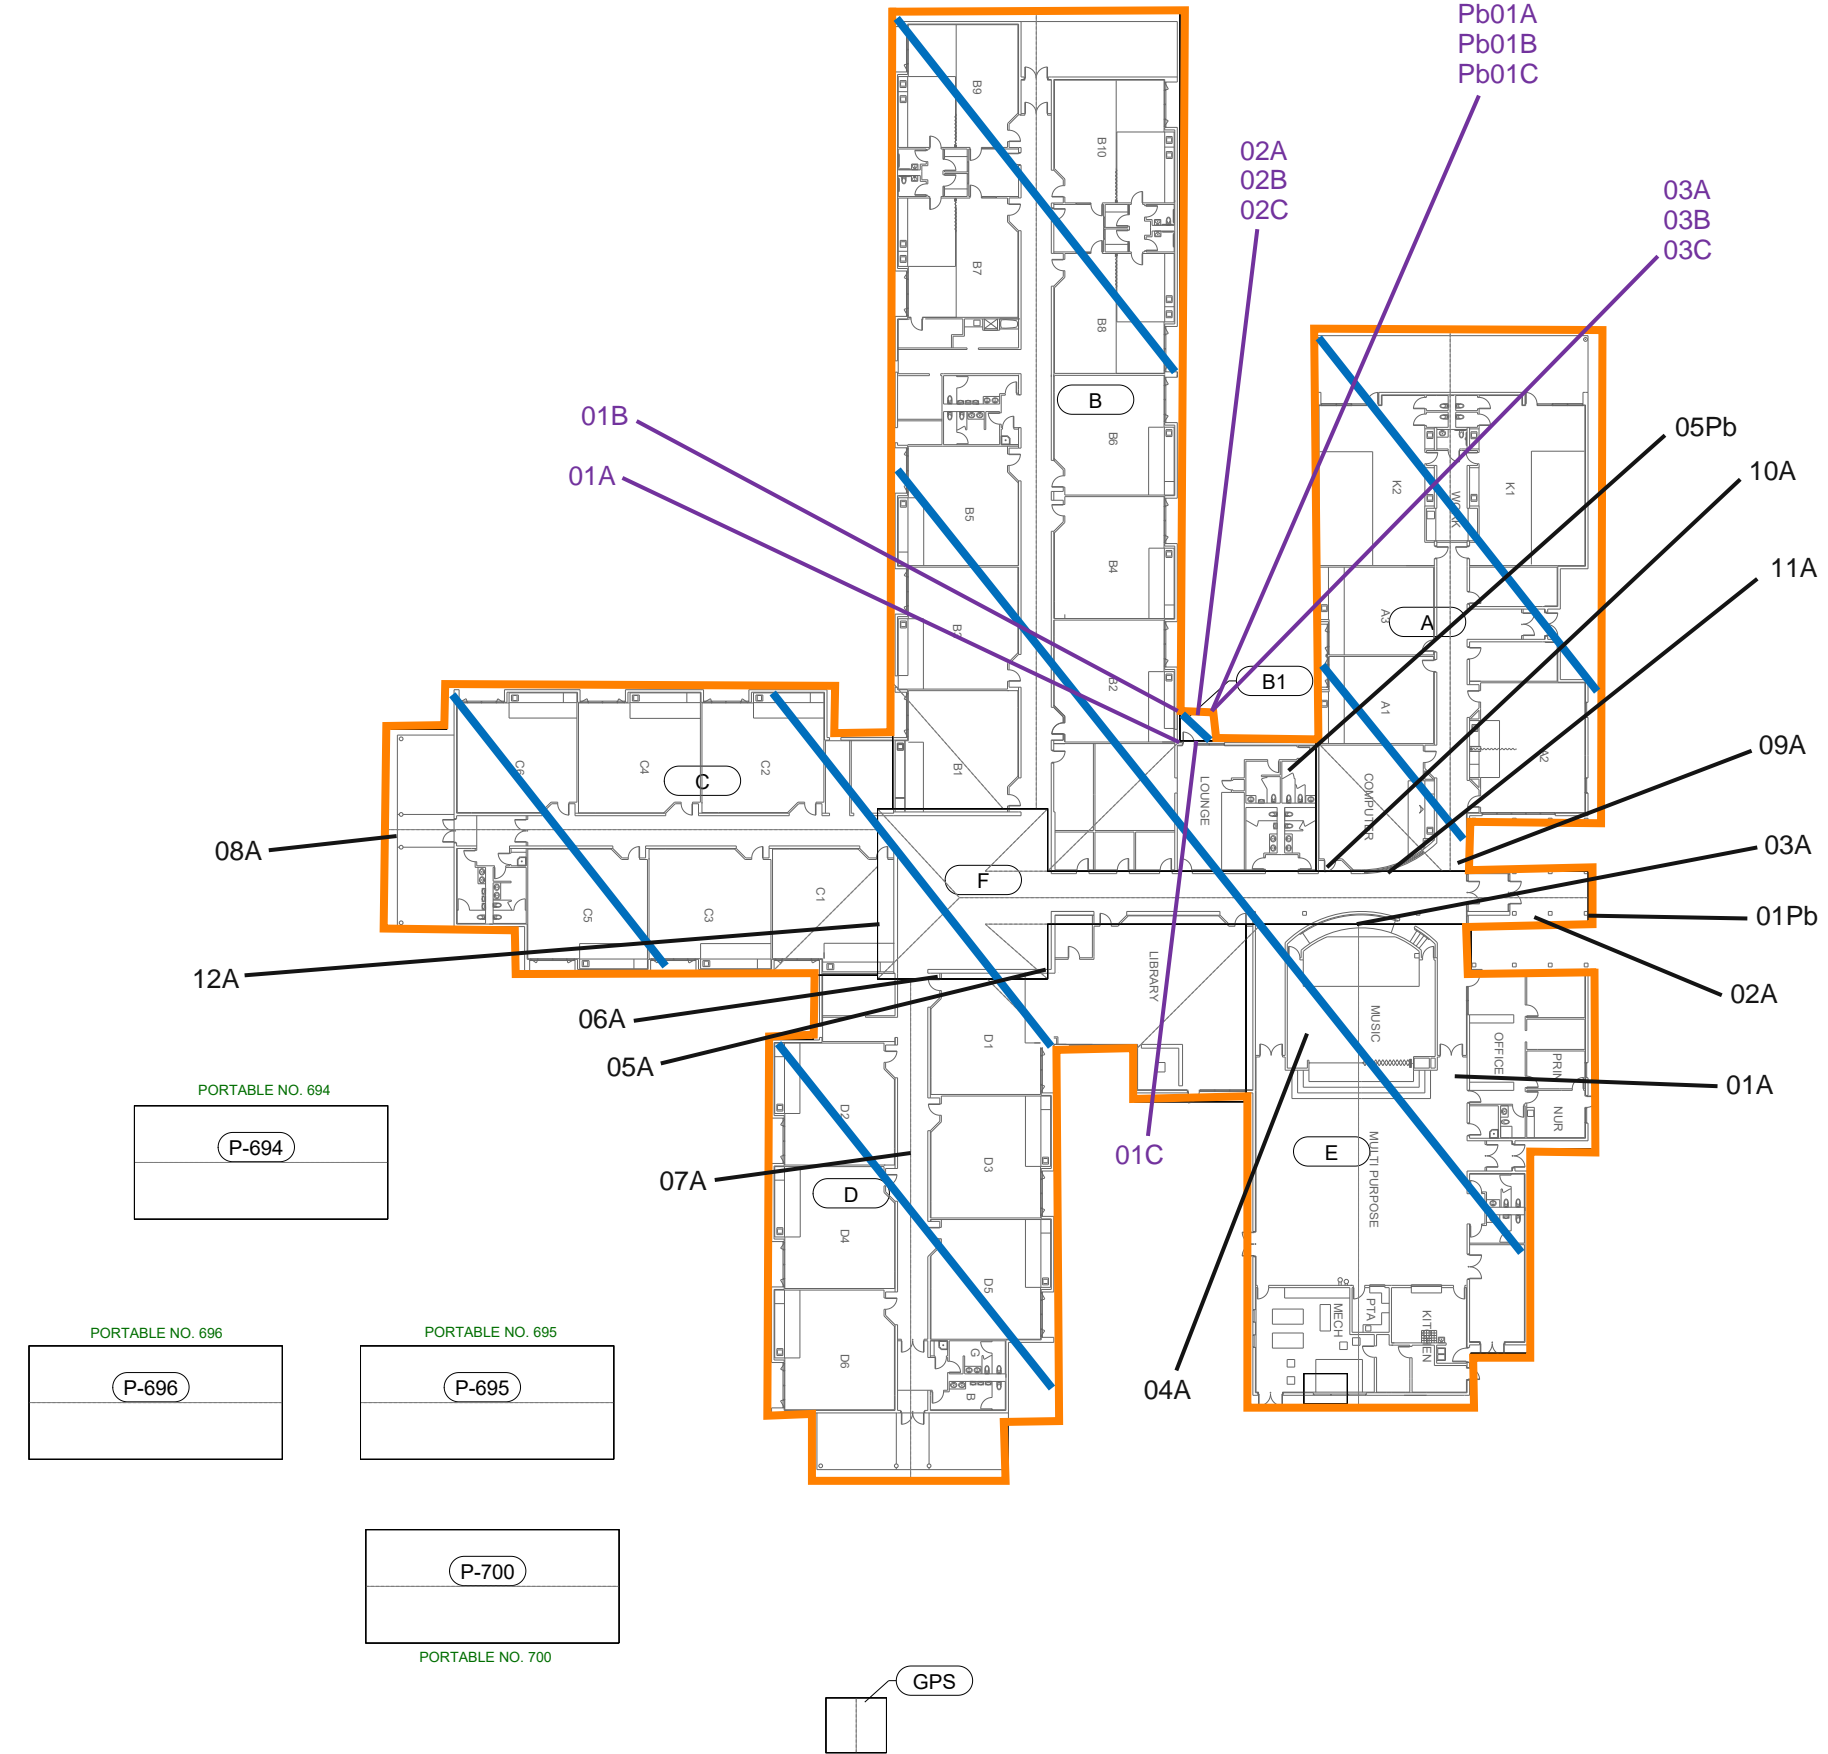 Pb01A
Pb01B
Pb01C
02A
02B
02C
03A
03B
03C
B9
B10
B7
B8
B
01B
B6
05Pb
01A
10A
K2
K1
WORK
B5
B4
11A
A3
A
B3
B2
B1
A1
09A
C6
C4
C
C2
B1
LOUNGE
COMPUTER
A2
08A
03A
F
C5
C3
C1
01Pb
12A
LIBRARY
02A
06A
MUSIC
D1
OFFICE
05A
PRIN
01A
PORTABLE NO. 694
D2
NUR
P-694
01C
E
D3
07A
MULTI PURPOSE
D
D4
PORTABLE NO. 696
PORTABLE NO. 695
D5
MECH
PTA
KITCHEN
G
D6
P-696
P-695
B
04A
P-700
PORTABLE NO. 700
GPS